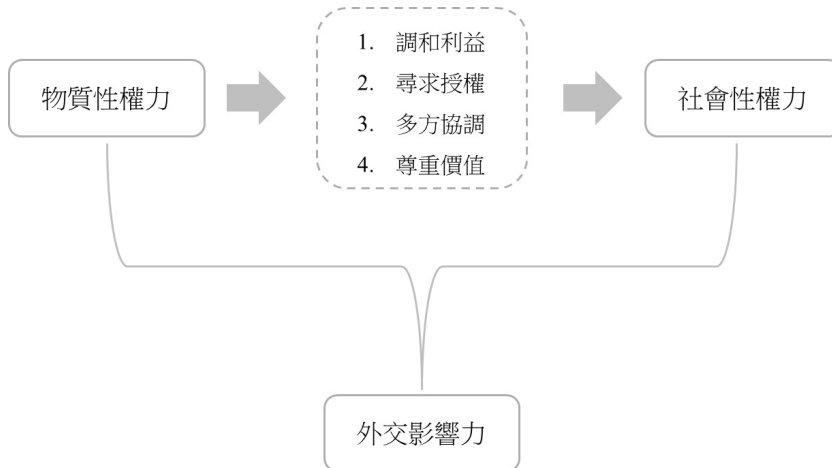 物質性權力
1. 調和利益
2. 尋求授權
3. 多方協調
4. 尊重價值
社會性權力
外交影響力